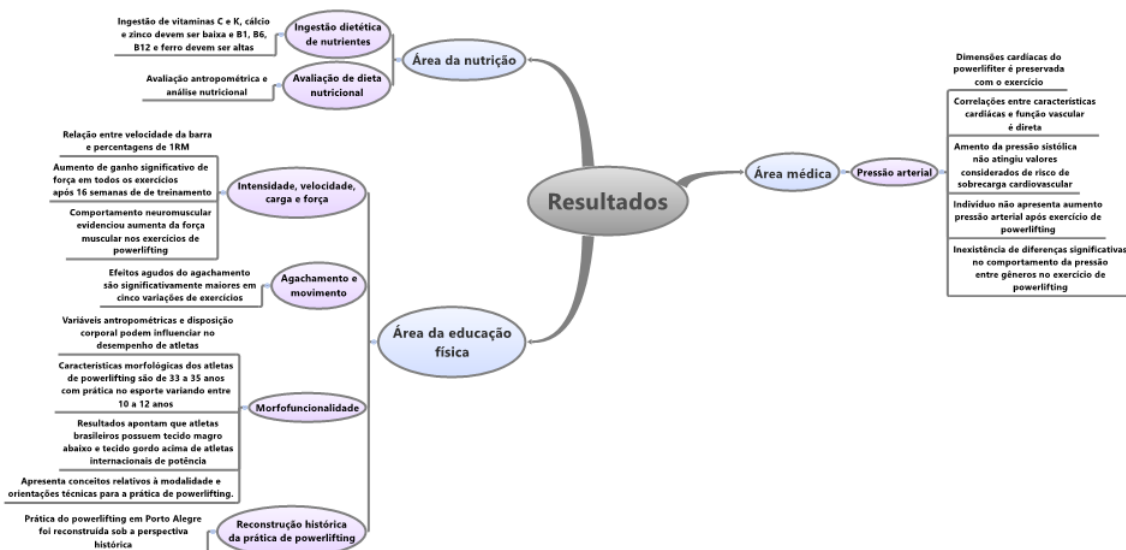 Resultados
Área da nutrição
Ingestão dietética
de nutrientes
Ingestão de vitaminas C e K, cálcio
e zinco devem ser baixa e B1, B6,
B12 e ferro devem ser altas
Avaliação de dieta
nutricional
Avaliação antropométrica e
análise nutricional
Área da educação
física
Intensidade, velocidade,
carga e força
Relação entre velocidade da barra
e percentagens de 1RM
Aumento de ganho significativo de
força em todos os exercícios
após 16 semanas de de treinamento
Comportamento neuromuscular
evidenciou aumenta da força
muscular nos exercícios de
powerlifting
Agachamento e
movimento
Efeitos agudos do agachamento
são significativamente maiores em
cinco variações de exercícios
Morfofuncionalidade
Variáveis antropométricas e disposição
corporal podem influenciar no
desempenho de atletas
Características morfológicas dos atletas
de powerlifting são de 33 a 35 anos
com prática no esporte variando entre
10 a 12 anos
Resultados apontam que atletas
brasileiros possuem tecido magro
abaixo e tecido gordo acima de atletas
internacionais de potência
Apresenta conceitos relativos à modalidade e
orientações técnicas para a prática de powerlifting.
Reconstrução histórica
da prática de powerlifting
Prática do powerlifting em Porto Alegre
foi reconstruída sob a perspectiva
histórica
Área médica
Pressão arterial
Dimensões cardíacas do
powerlifiter é preservada
com o exercício
Correlações entre características
cardiácas e função vascular
é direta
Amento da pressão sistólica
não atingiu valores
considerados de risco de
sobrecarga cardiovascular
Indivíduo não apresenta aumento
pressão arterial após exercício de
powerlifting
Inexistência de diferenças significativas
no comportamento da pressão
entre gêneros no exercício de
powerlifting